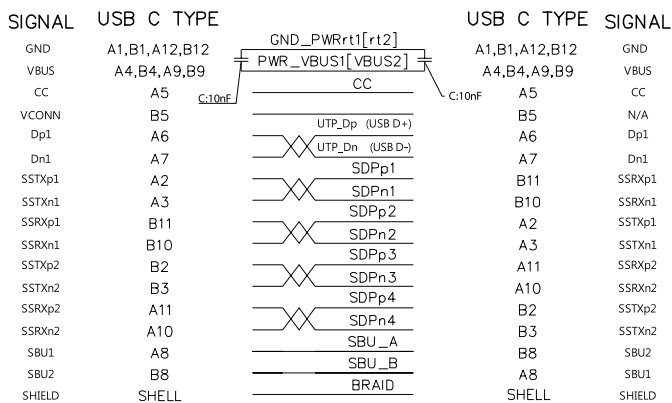 SIGNAL USB C TYPE USB C TYPE SIGNAL
GND A1,B1,A12,B12 GND_PWRrt1[rt2] A1,B1,A12,B12 GND
VBUS A4,B4,A9,B9 PWR_VBUS1[VBUS2] A4,B4,A9,B9 VBUS
CC A5 C:10nF CC C:10nF A5 CC
VCONN B5 B5 N/A
Dp1 A6 UTP_Dp (USB D+) A6 Dp1
Dn1 A7 UTP_Dn (USB D-) A7 Dn1
SSTXp1 A2 SDPp1 B11 SSRXp1
SSTXn1 A3 SDPn1 B10 SSRXn1
SSRXp1 B11 SDPp2 A2 SSTXp1
SSRXn1 B10 SDPn2 A3 SSTXn1
SSTXp2 B2 SDPp3 A11 SSRXp2
SSTXn2 B3 SDPn3 A10 SSRXn2
SSRXp2 A11 SDPp4 B2 SSTXp2
SSRXn2 A10 SDPn4 B3 SSTXn2
SBU1 A8 SBU_A B8 SBU2
SBU2 B8 SBU_B A8 SBU1
SHIELD SHELL BRAID SHELL SHIELD